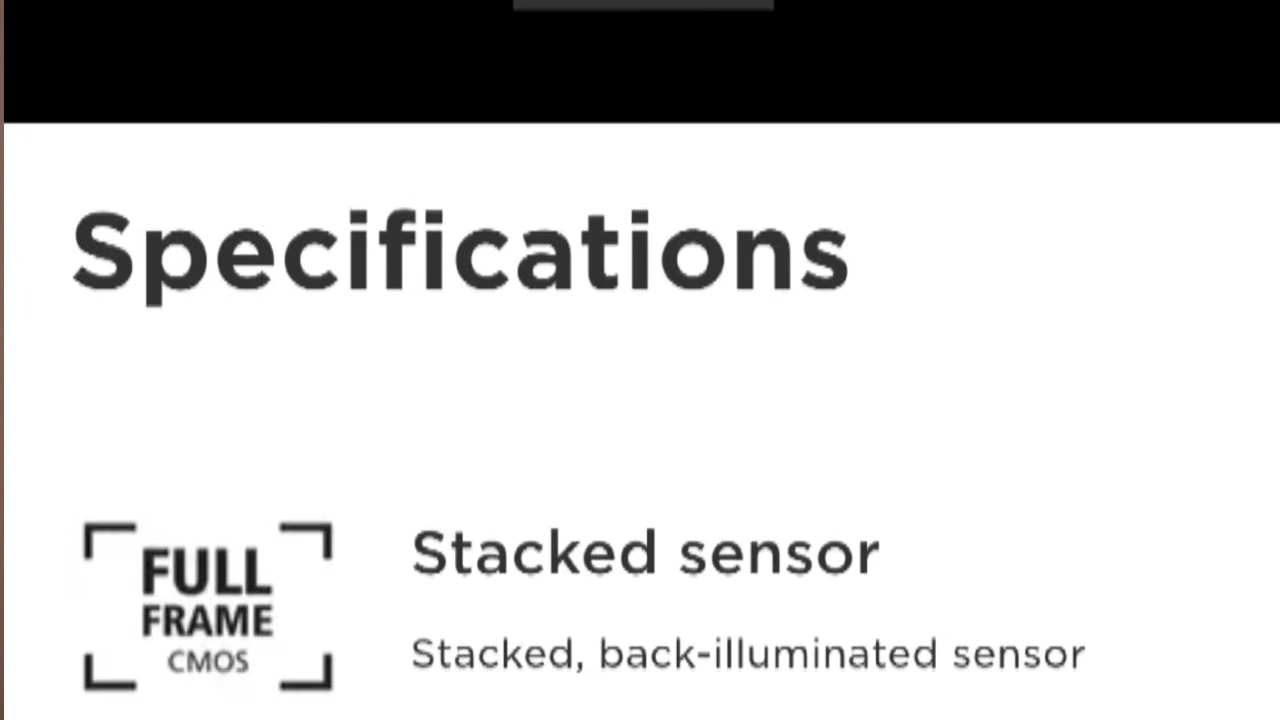 Specifications
FULL
FRAME
CMOS
Stacked sensor
Stacked, back-illuminated sensor